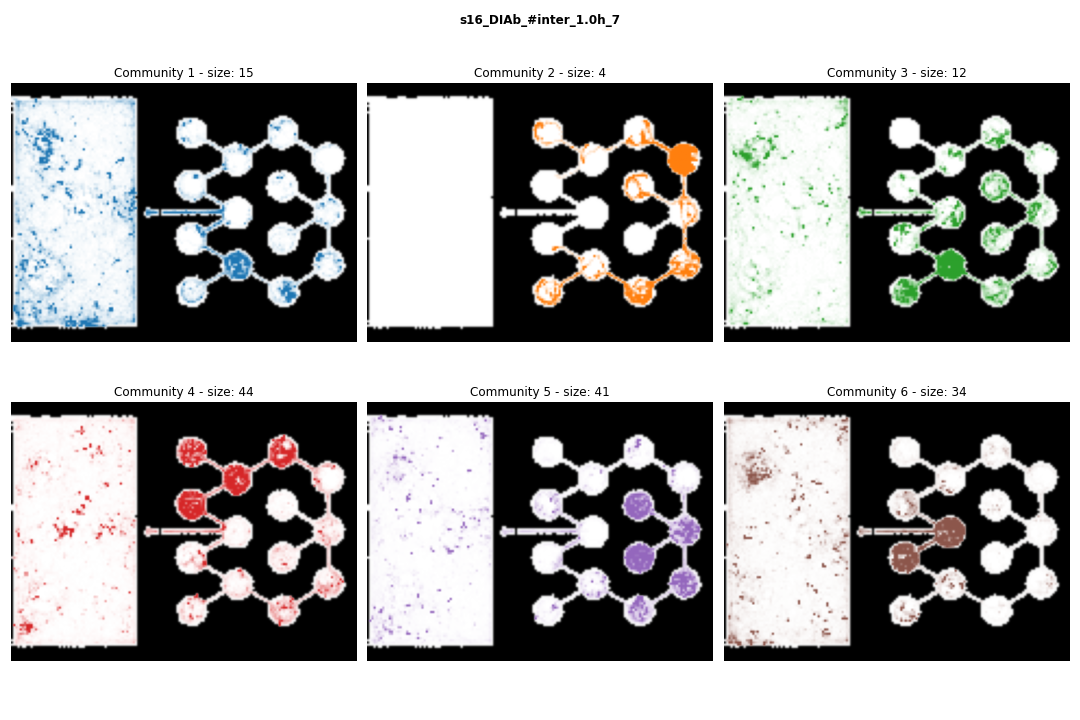 s16_DIAb_#inter_1.0h_7
Community 1 - size: 15
Community 2 - size: 4
Community 3 - size: 12
Community 4 - size: 44
Community 5 - size: 41
Community 6 - size: 34